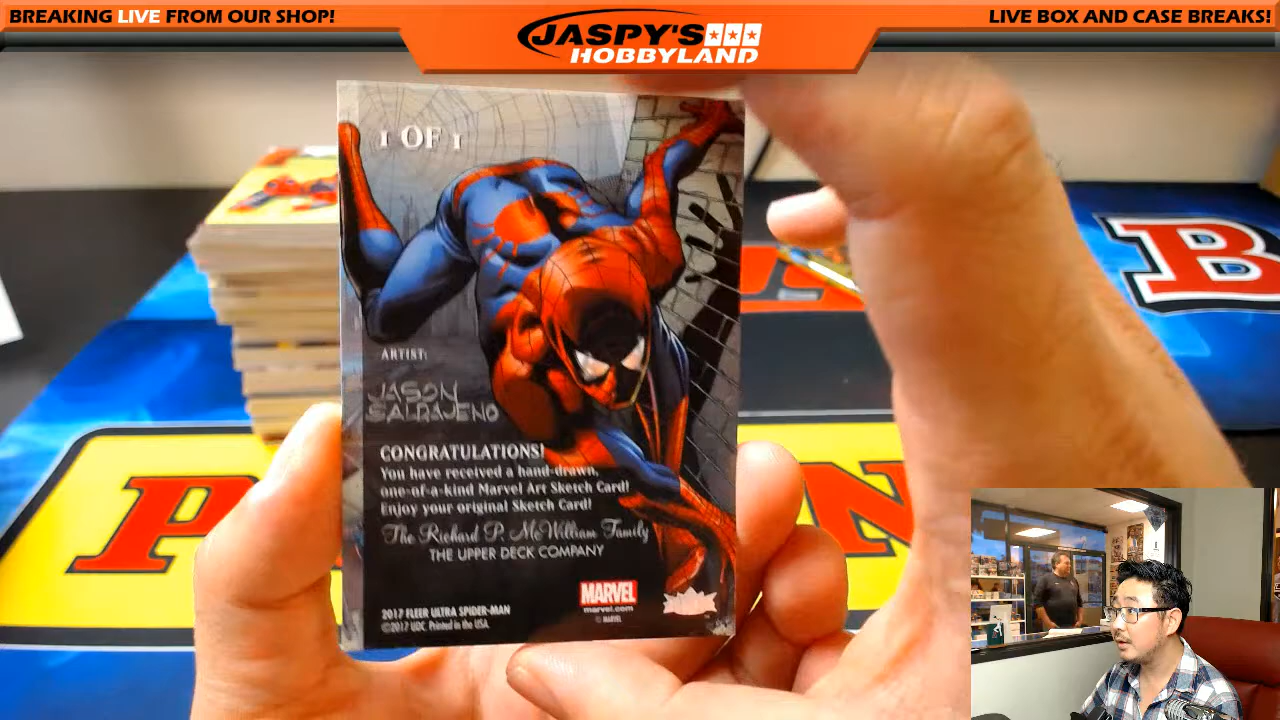 BREAKING LIVE FROM OUR SHOP!
JASPY'S
HOBBYLAND
LIVE BOX AND CASE BREAKS!
1 OF 1
ARTIST:
JASON
CONGRATULATIONS!
You have received a hand-drawn,
one-of-a-kind Marvel Art Sketch Card!
Enjoy your original Sketch Card!
The Richard P. McWilliam Family
THE UPPER DECK COMPANY
MARVEL
marvel.com
© MARVEL
2017 FLEER ULTRA SPIDER-MAN
©2017 UDC. Printed in the USA.
B